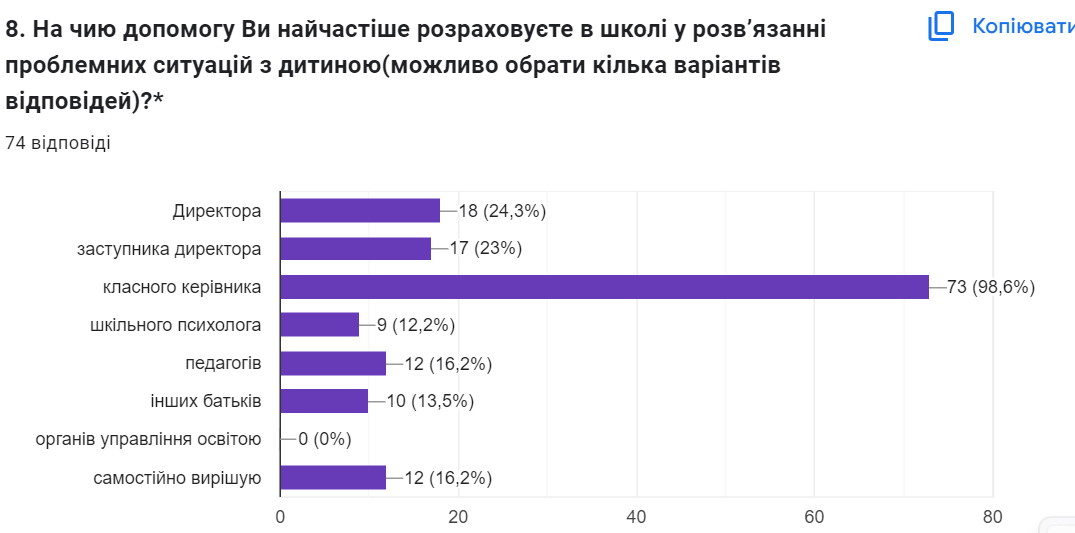 8. На чию допомогу Ви найчастіше розраховуєте в школі у розв’язанні
проблемних ситуацій з дитиною(можливо обрати кілька варіантів
відповідей)?*
Копіювати
74 відповіді
Директора 18 (24,3%)
заступника директора 17 (23%)
класного керівника 73 (98,6%)
шкільного психолога 9 (12,2%)
педагогів 12 (16,2%)
інших батьків 10 (13,5%)
органів управління освітою 0 (0%)
самостійно вирішую 12 (16,2%)
0 20 40 60 80